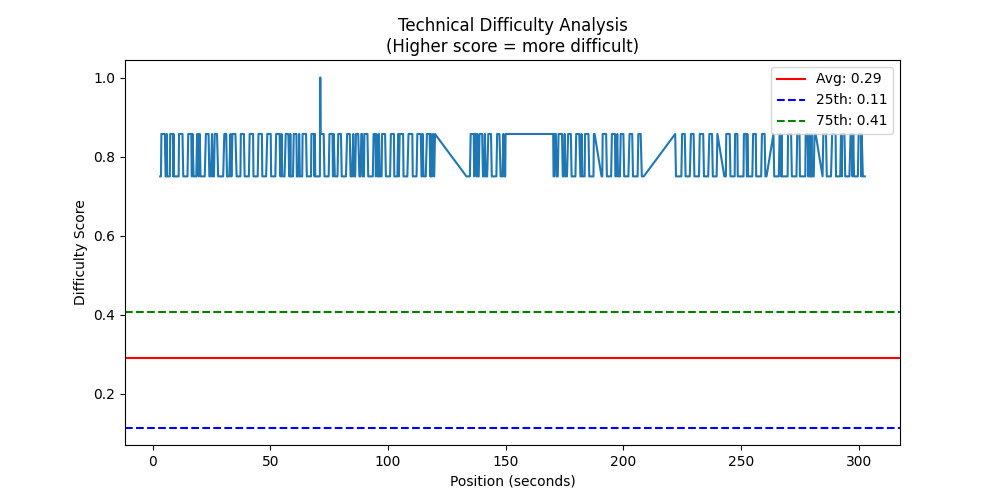 Technical Difficulty Analysis
(Higher score = more difficult)
Difficulty Score
1.0
0.8
0.6
0.4
0.2
Avg: 0.29
25th: 0.11
75th: 0.41
0 50 100 150 200 250 300
Position (seconds)